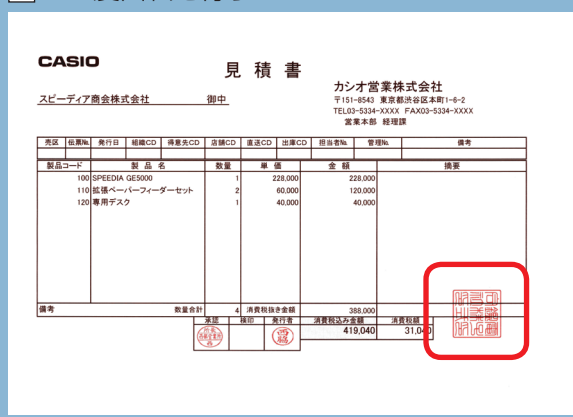 CASIO
見積書
スピーディア商会株式会社 御中
カシオ営業株式会社
〒151-8543 東京都渋谷区本町1-6-2
TEL03-5334-XXXX FAX03-5334-XXXX
営業本部 経理課
売区 伝票№ 発行日 組織CD 得意先CD 店舗CD 直送CD 出庫CD 担当者№ 管理№ 備考
製品コード 製品名 数量 単価 金額 摘要
100 SPEEDIA GE5000 1 228,000 228,000
110 拡張ペーパーフィーダーセット 2 60,000 120,000
120 専用デスク 1 40,000 40,000
備考 数量合計 4 消費税抜き金額 388,000
承認 検印 発行者 消費税込み金額 消費税額
419,040 31,040